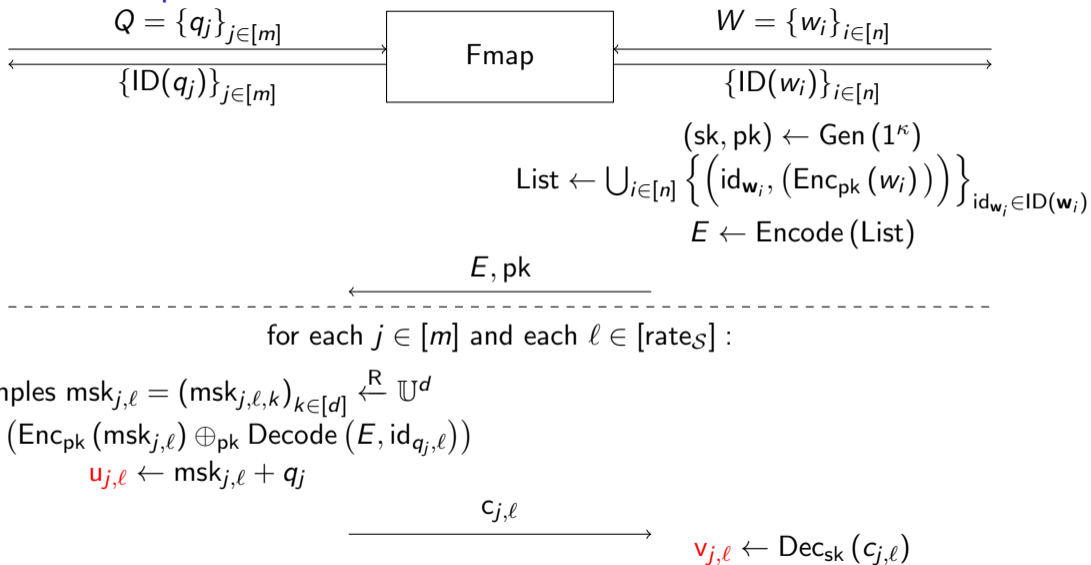 Q = {q_j}_{j∈[m]} W = {w_i}_{i∈[n]}
Fmap
{ID(q_j)}_{j∈[m]} {ID(w_i)}_{i∈[n]}
(sk, pk) ← Gen (1^κ)
List ← ⋃_{i∈[n]} {(id_{𝐰_i}, (Enc_pk (w_i)))}_{id_{𝐰_i}∈ID(𝐰_i)}
E ← Encode (List)
E, pk
for each j ∈ [m] and each ℓ ∈ [rate_𝒮] :
msk_{j,ℓ} = (msk_{j,ℓ,k})_{k∈[d]} ←^R 𝕌^d
(Enc_pk (msk_{j,ℓ}) ⊕_pk Decode (E, id_{q_j,ℓ}))
u_{j,ℓ} ← msk_{j,ℓ} + q_j
c_{j,ℓ}
v_{j,ℓ} ← Dec_sk (c_{j,ℓ})